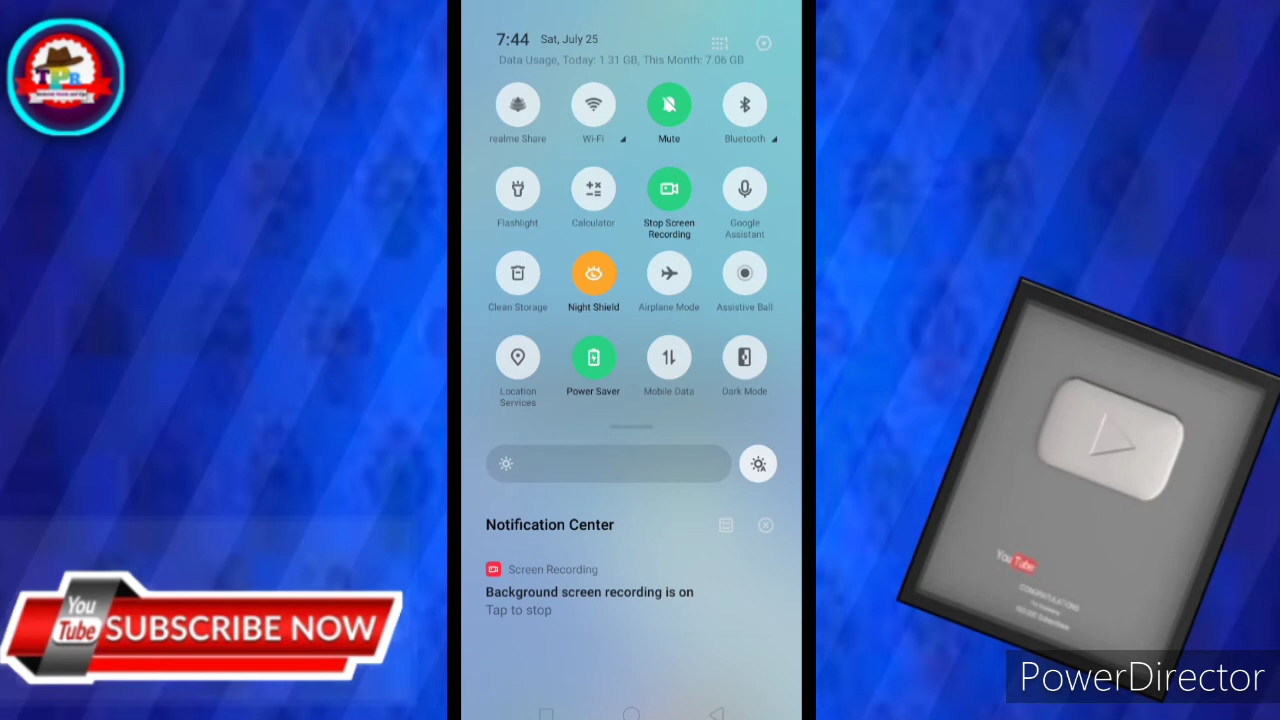 TPR
7:44 Sat, July 25
Data Usage, Today: 1.31 GB, This Month: 7.06 GB
realme Share
Wi-Fi
Mute
Bluetooth
Flashlight
Calculator
Stop Screen
Recording
Google
Assistant
Clean Storage
Night Shield
Airplane Mode
Assistive Ball
Location
Services
Power Saver
Mobile Data
Dark Mode
Notification Center
Screen Recording
Background screen recording is on
Tap to stop
You
Tube
SUBSCRIBE NOW
YouTube
CONGRATULATIONS
PowerDirector